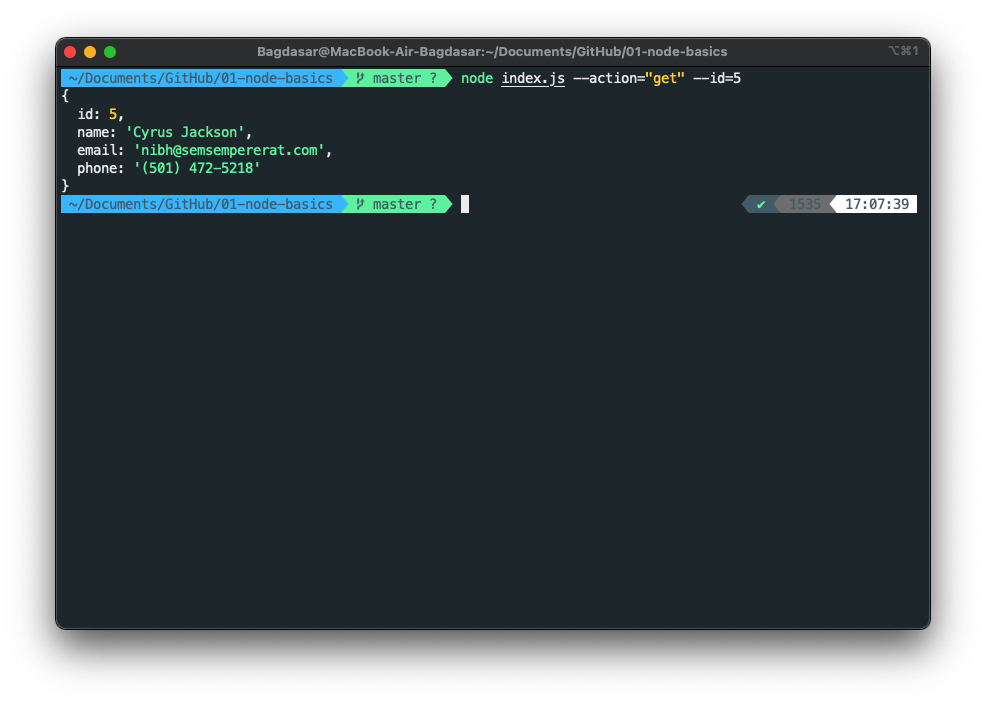 Bagdasar@MacBook-Air-Bagdasar:~/Documents/GitHub/01-node-basics ⌥⌘1
~/Documents/GitHub/01-node-basics master ? node index.js --action="get" --id=5
{
  id: 5,
  name: 'Cyrus Jackson',
  email: 'nibh@semsempererat.com',
  phone: '(501) 472-5218'
}
~/Documents/GitHub/01-node-basics master ? ✔ 1535 17:07:39